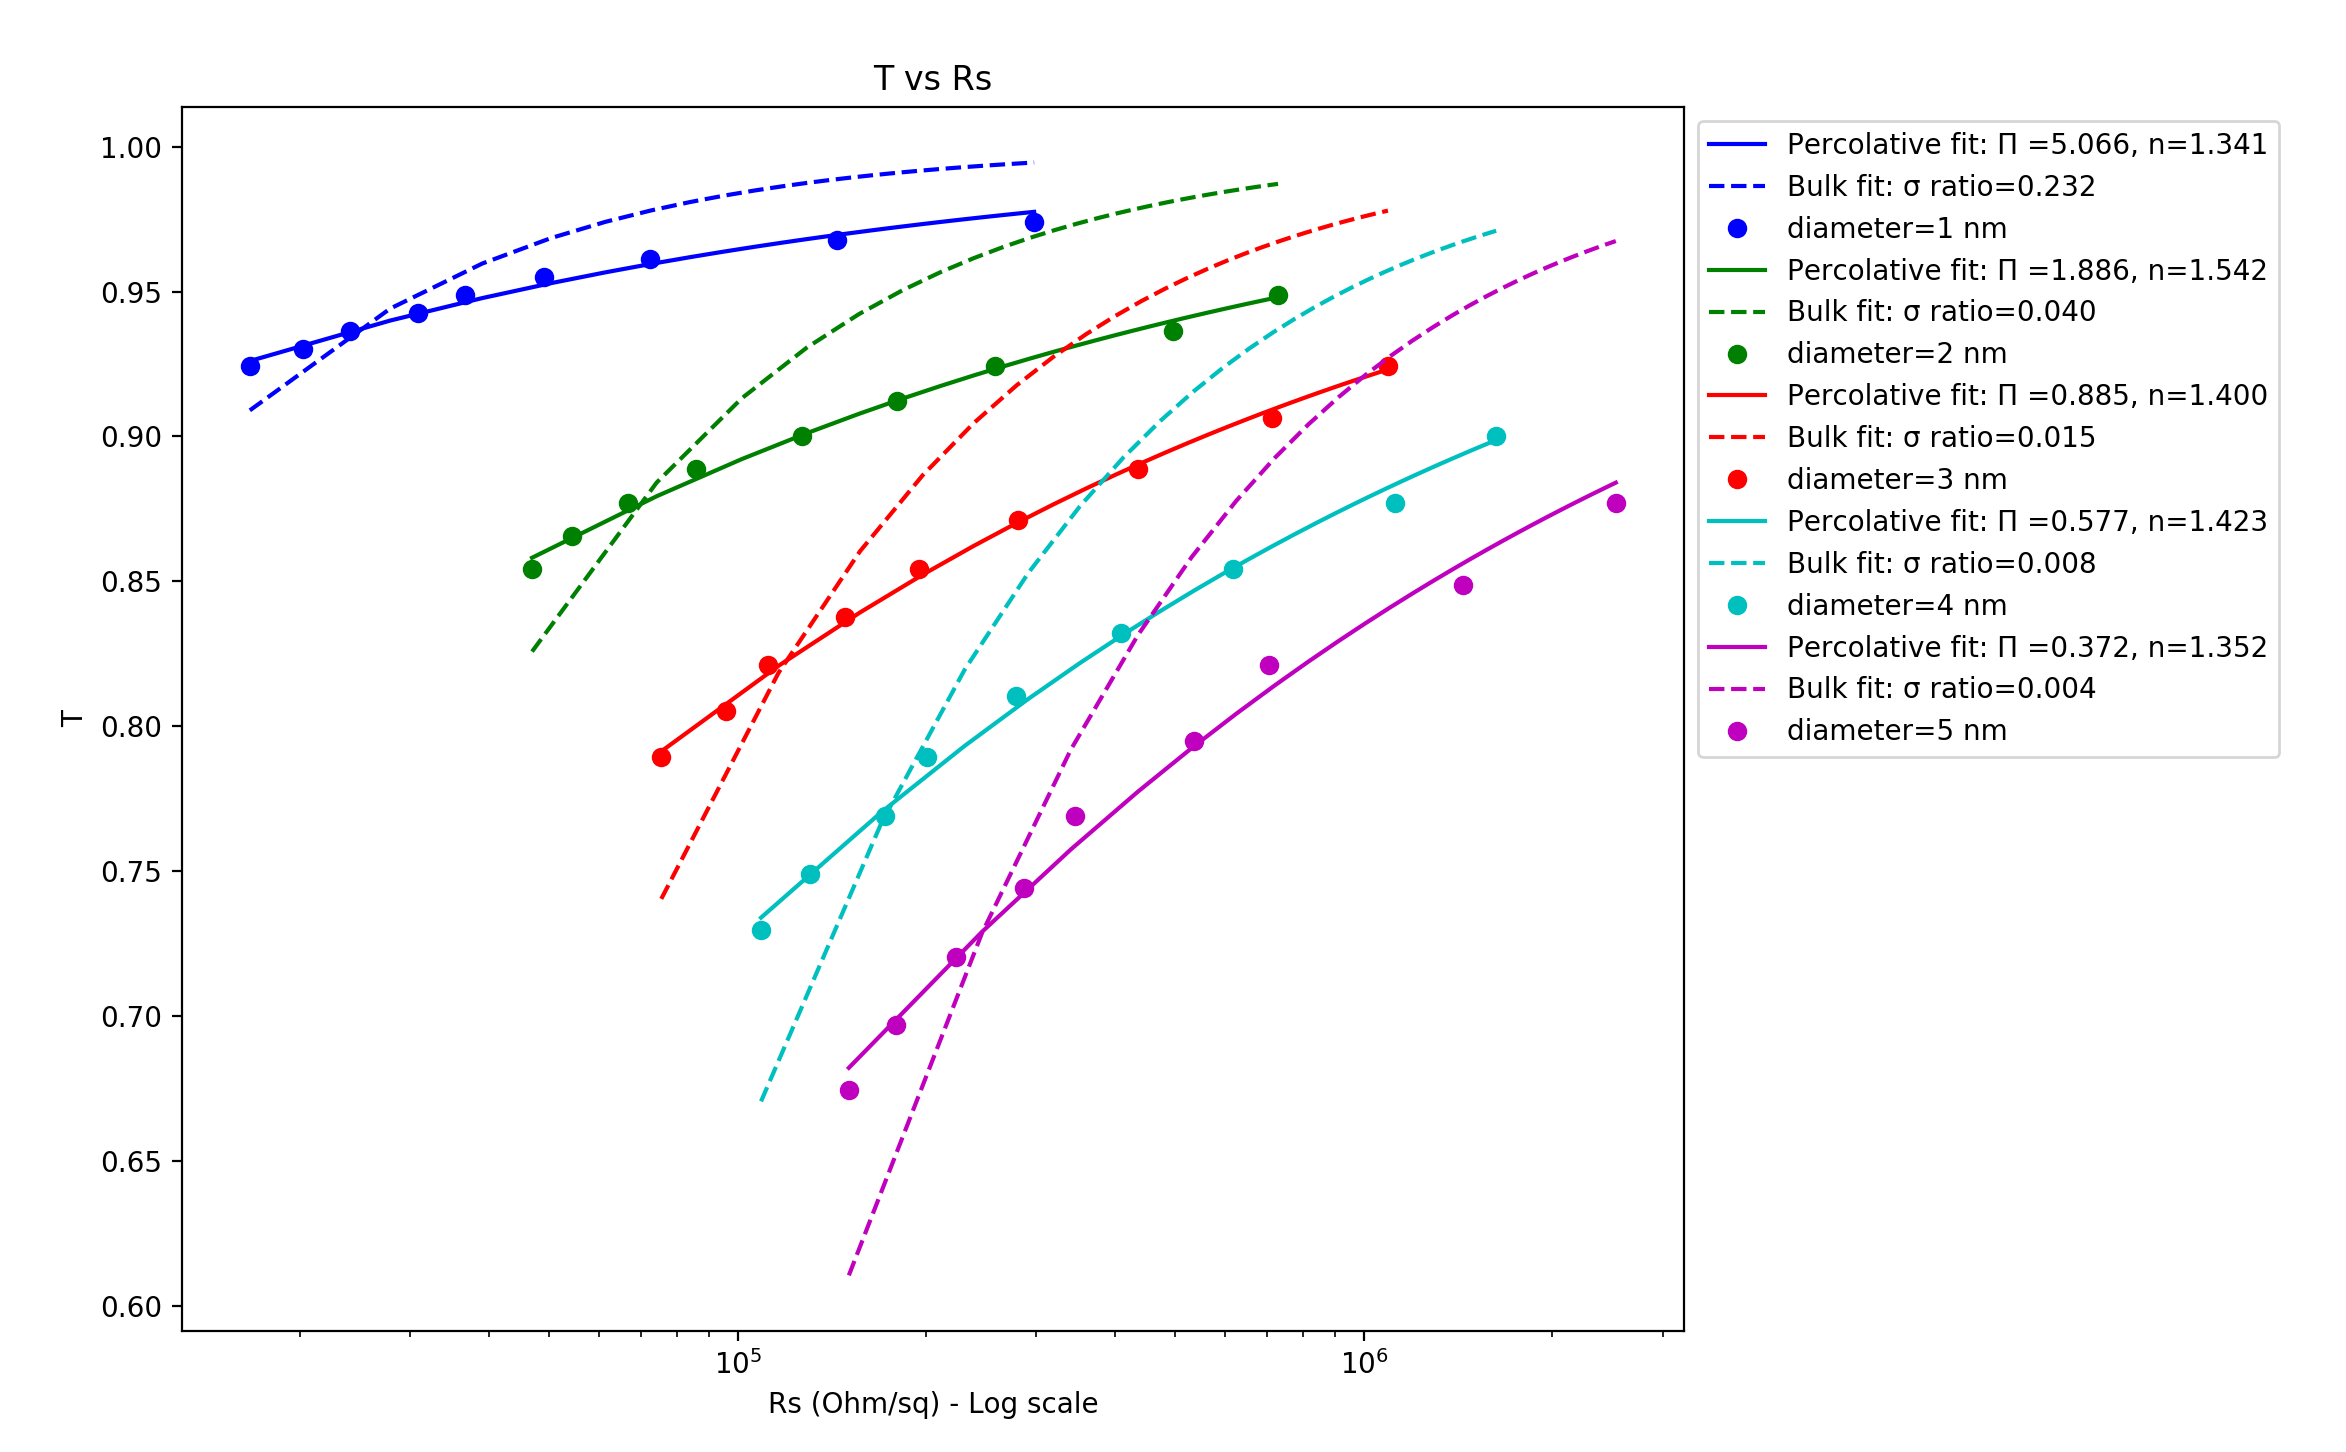 T vs Rs
1.00
0.95
0.90
0.85
0.80
0.75
0.70
0.65
0.60
T
10⁵
10⁶
Rs (Ohm/sq) - Log scale
Percolative fit: Π =5.066, n=1.341
Bulk fit: σ ratio=0.232
diameter=1 nm
Percolative fit: Π =1.886, n=1.542
Bulk fit: σ ratio=0.040
diameter=2 nm
Percolative fit: Π =0.885, n=1.400
Bulk fit: σ ratio=0.015
diameter=3 nm
Percolative fit: Π =0.577, n=1.423
Bulk fit: σ ratio=0.008
diameter=4 nm
Percolative fit: Π =0.372, n=1.352
Bulk fit: σ ratio=0.004
diameter=5 nm